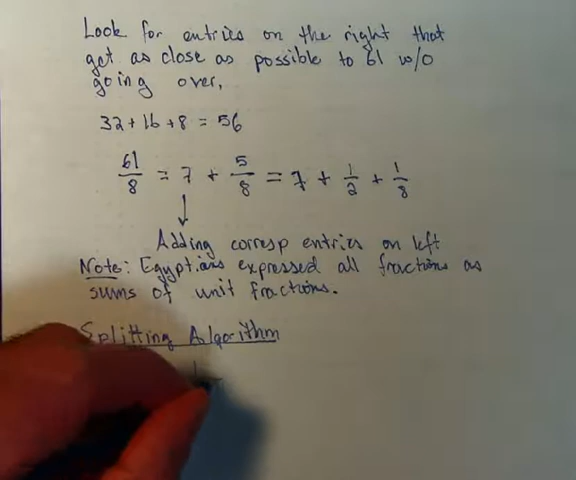 Look for entries on the right that
get as close as possible to 61 w/o
going over,
32 + 16 + 8 = 56
61/8 = 7 + 5/8 = 7 + 1/2 + 1/8
↓
Adding corresp entries on left
Note: Egyptians expressed all fractions as
sums of unit fractions.
Splitting Algorithm
1